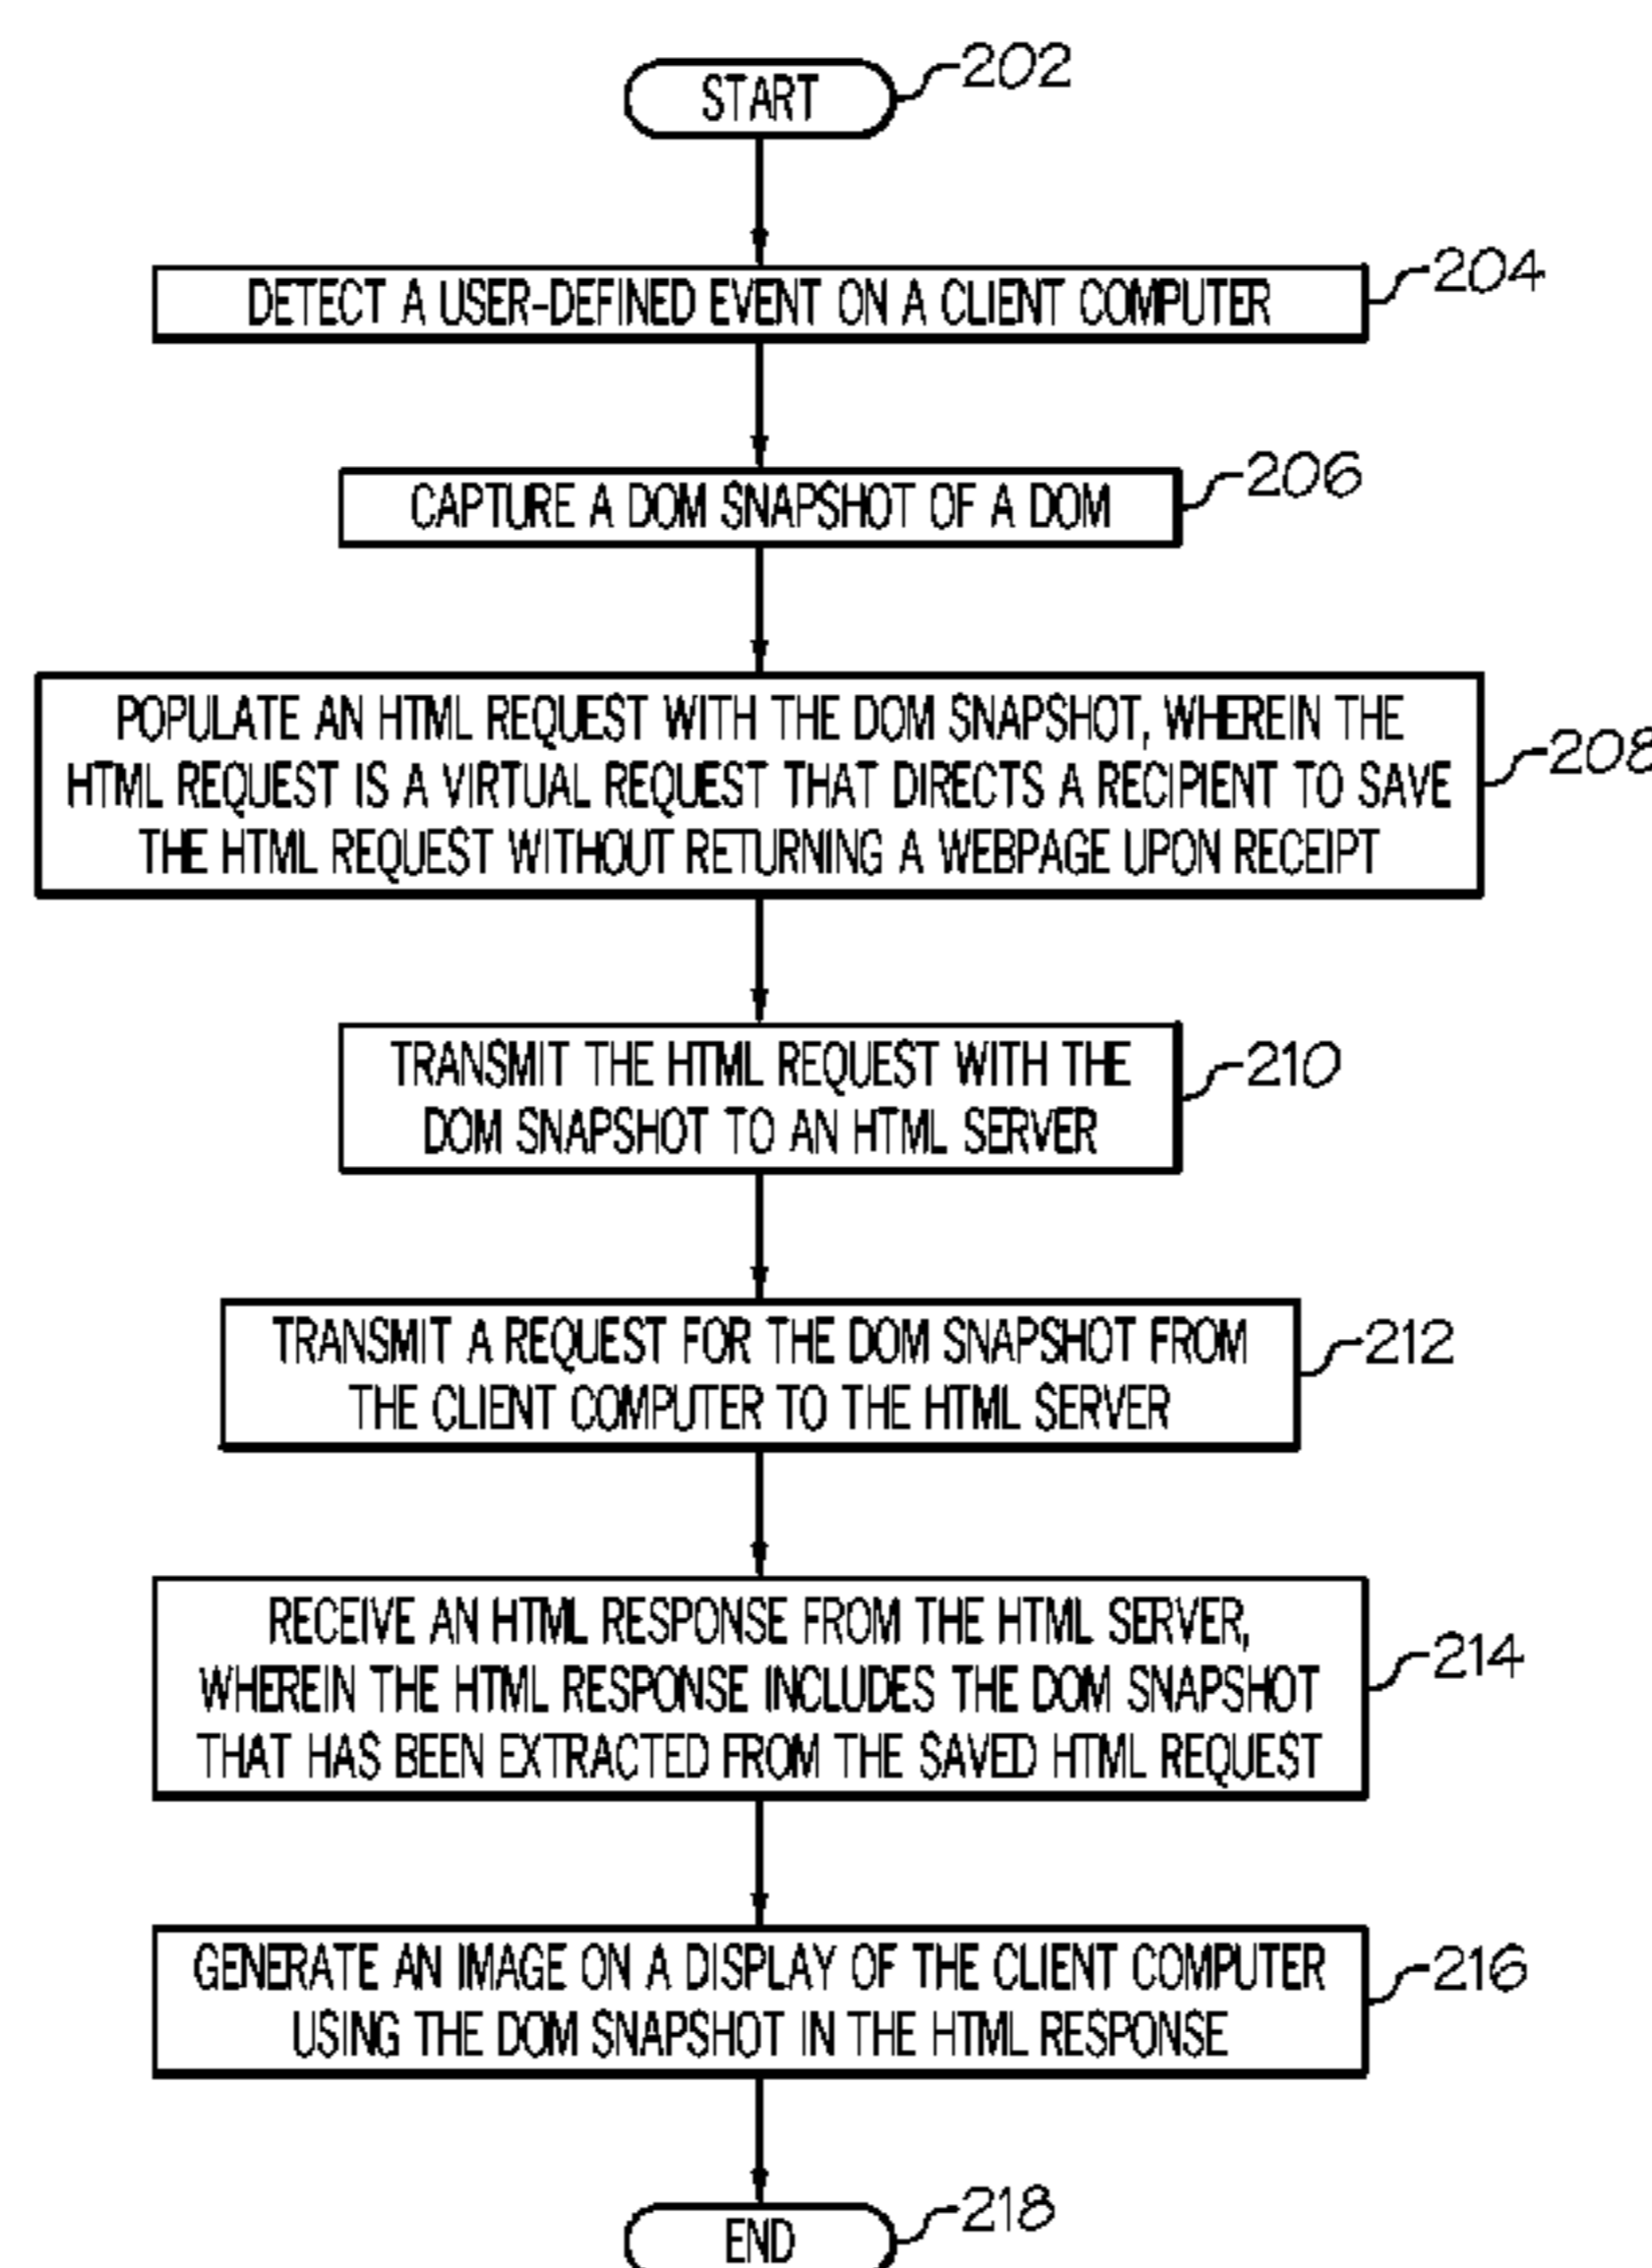 START
202
DETECT A USER-DEFINED EVENT ON A CLIENT COMPUTER
204
CAPTURE A DOM SNAPSHOT OF A DOM
206
POPULATE AN HTML REQUEST WITH THE DOM SNAPSHOT, WHEREIN THE
HTML REQUEST IS A VIRTUAL REQUEST THAT DIRECTS A RECIPIENT TO SAVE
THE HTML REQUEST WITHOUT RETURNING A WEBPAGE UPON RECEIPT
208
TRANSMIT THE HTML REQUEST WITH THE
DOM SNAPSHOT TO AN HTML SERVER
210
TRANSMIT A REQUEST FOR THE DOM SNAPSHOT FROM
THE CLIENT COMPUTER TO THE HTML SERVER
212
RECEIVE AN HTML RESPONSE FROM THE HTML SERVER,
WHEREIN THE HTML RESPONSE INCLUDES THE DOM SNAPSHOT
THAT HAS BEEN EXTRACTED FROM THE SAVED HTML REQUEST
214
GENERATE AN IMAGE ON A DISPLAY OF THE CLIENT COMPUTER
USING THE DOM SNAPSHOT IN THE HTML RESPONSE
216
END
218